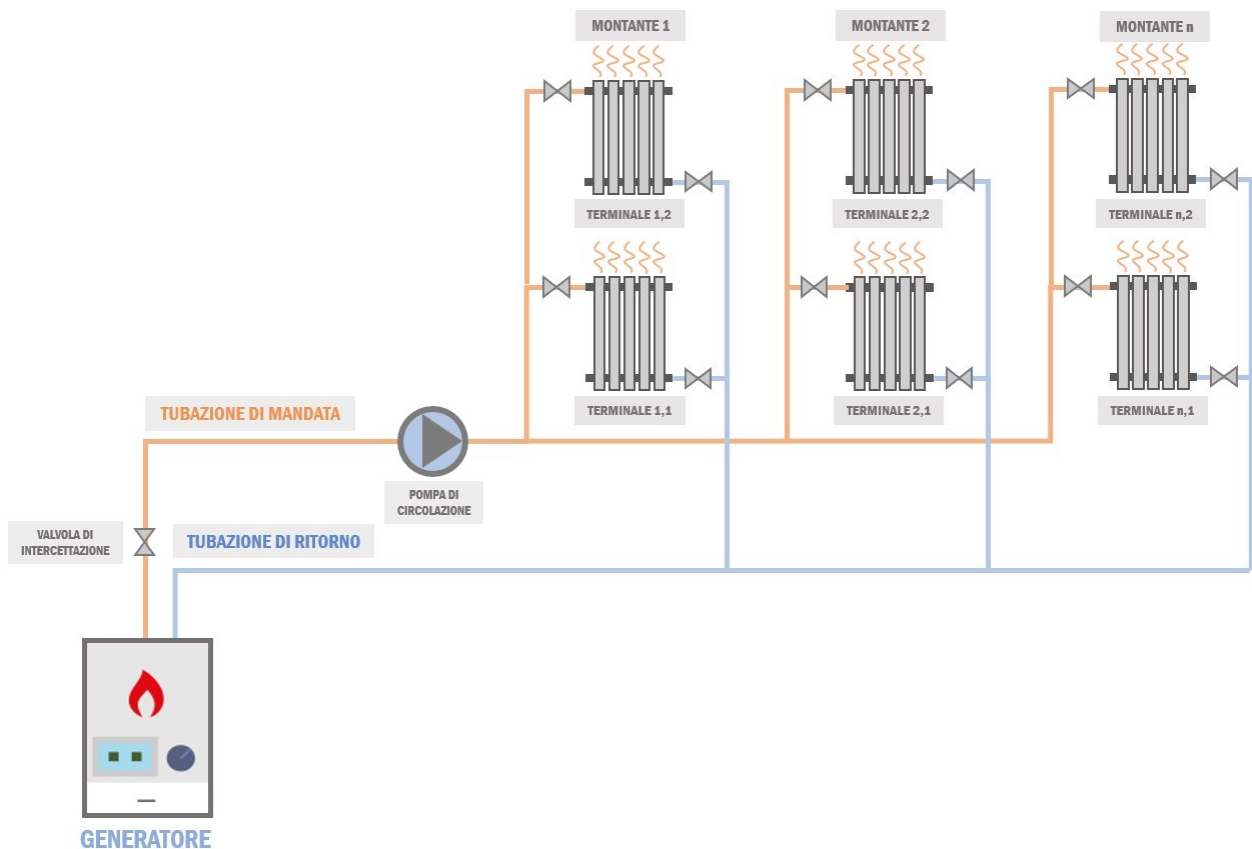 MONTANTE 1
MONTANTE 2
MONTANTE n
TERMINALE 1,2
TERMINALE 2,2
TERMINALE n,2
TERMINALE 1,1
TERMINALE 2,1
TERMINALE n,1
TUBAZIONE DI MANDATA
POMPA DI
CIRCOLAZIONE
VALVOLA DI
INTERCETTAZIONE
TUBAZIONE DI RITORNO
GENERATORE